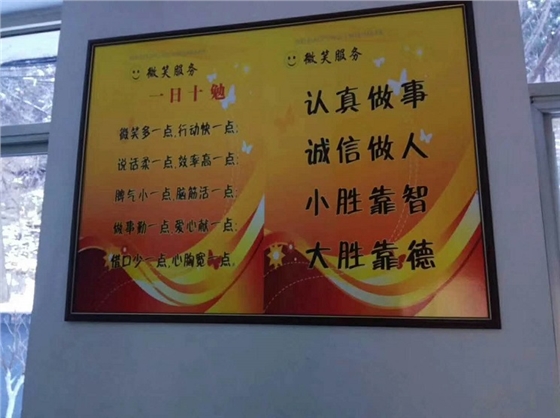 微笑服务
一日十勉
微笑多一点,行动快一点;
说话柔一点,效率高一点;
脾气小一点,脑筋活一点;
做事勤一点,爱心献一点;
借口少一点,心胸宽一点。
微笑服务
认真做事
诚信做人
小胜靠智
大胜靠德